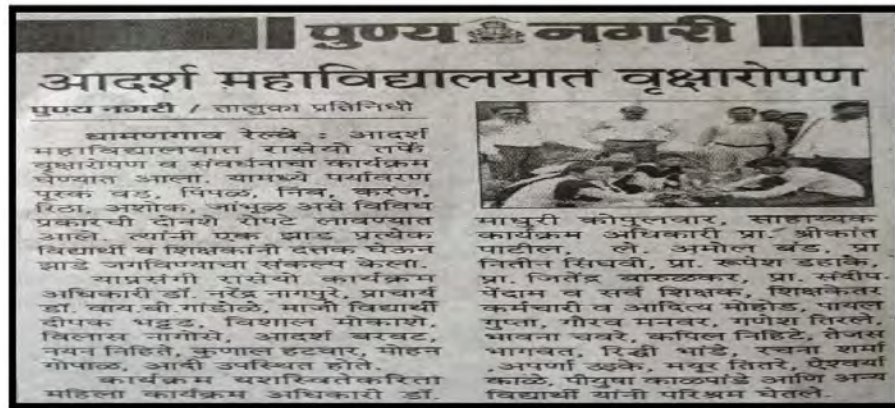 पुण्य नगरी
आदर्श महाविद्यालयात वृक्षारोपण
पुण्य नगरी / तालुका प्रतिनिधी
धामणगाव रेल्वे : आदर्श
महाविद्यालयात रासेयो तर्फे
वृक्षारोपण व संवर्धनाचा कार्यक्रम
घेण्यात आला. यामध्ये पर्यावरण
पूरक वड, पिंपळ, निंब, करंज,
रिठा, अशोक, जांभुळ असे विविध
प्रकारची दोनशे रोपटे लावण्यात
आले. त्यांनी एक झाड प्रत्येक
विद्यार्थी व शिक्षकांनी दत्तक घेऊन
झाडे जगविण्याचा संकल्प केला.
याप्रसंगी रासेयो कार्यक्रम
अधिकारी डॉ. नरेंद्र नागपुरे, प्राचार्य
डॉ. वाय.बी.गांडोळे, माजी विद्यार्थी
दीपक भट्टड, विशाल मोकाशे,
विलास नागोसे, आदर्श बरवट,
नयन निहिते, कुणाल हटवार, मोहन
गोपाळ, आदी उपस्थित होते.
कार्यक्रम यशस्वितेकरिता
महिला कार्यक्रम अधिकारी डॉ.
माधुरी कोपुलवार, साहाय्यक
कार्यक्रम अधिकारी प्रा. श्रीकांत
पाटील, ले. अमोल बंड, प्रा
नितीन सिंघवी, प्रा. रूपेश डहाके,
प्रा. जितेंद्र बारुळकर, प्रा. संदीप
पेंदाम व सर्व शिक्षक, शिक्षकेत्तर
कर्मचारी व आदित्य मोहोड, पायल
गुप्ता, गौरव मनवर, गणेश तिरले,
भावना चवरे, कपिल निहिटे, तेजस
भागवत, रिद्धी भांडे, रचना शर्मा
,अपर्णा उइके, मयूर तितरे, ऐश्वर्या
काळे, पीयुषा काळपांडे आणि अन्य
विद्यार्थी यांनी परिश्रम घेतले.